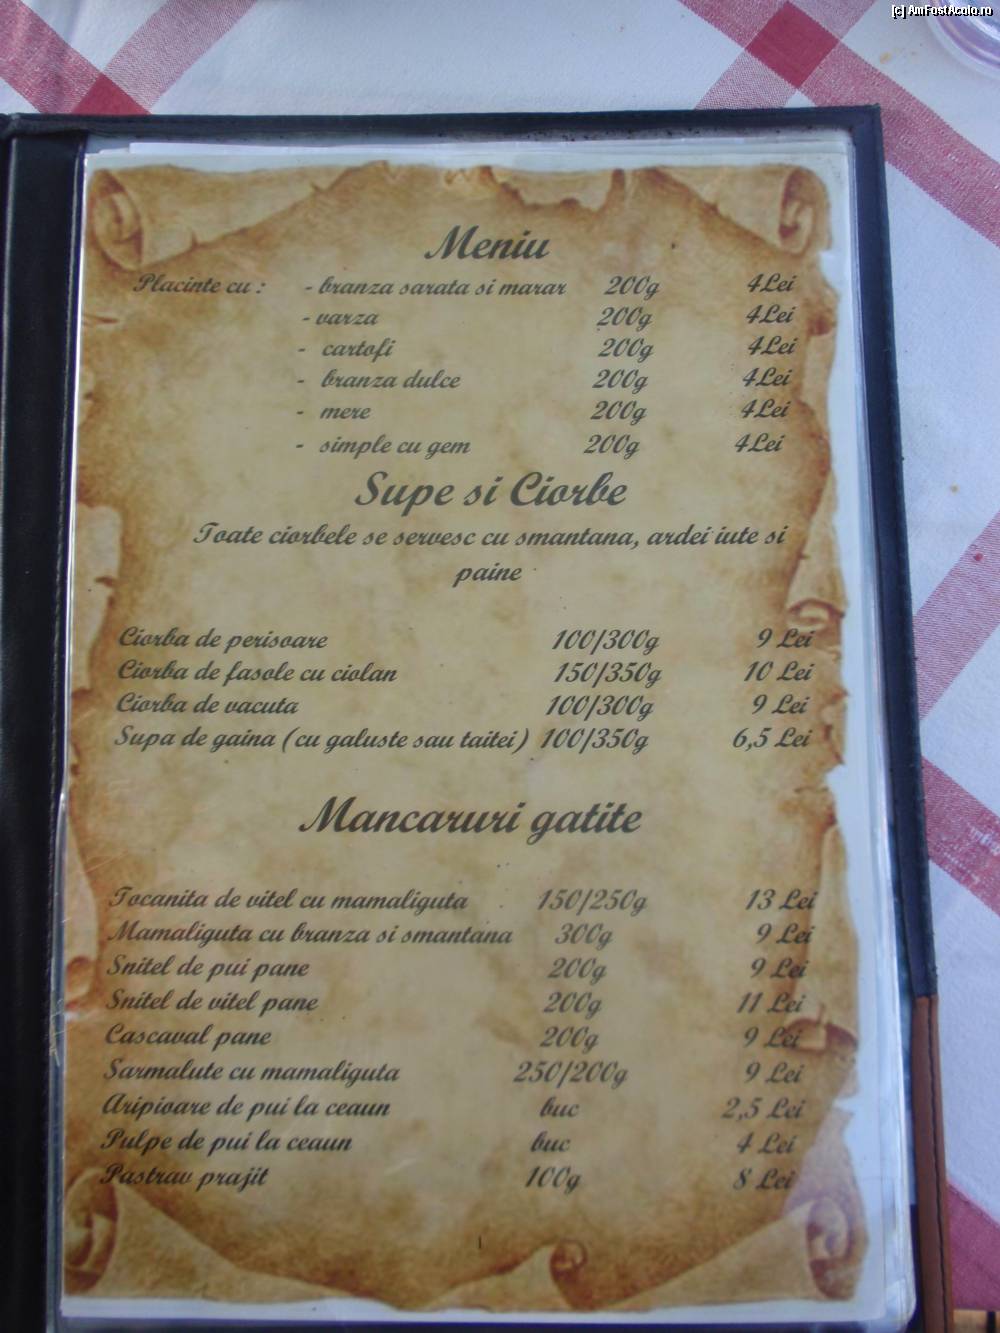 [c] AmFostAcolo.ro
Meniu
Placinte cu : - branza sarata si marar 200g 4Lei
- varza 200g 4Lei
- cartofi 200g 4Lei
- branza dulce 200g 4Lei
- mere 200g 4Lei
- simple cu gem 200g 4Lei
Supe si Ciorbe
Toate ciorbele se servesc cu smantana, ardei iute si
paine
Ciorba de perisoare 100/300g 9 Lei
Ciorba de fasole cu ciolan 150/350g 10 Lei
Ciorba de vacuta 100/300g 9 Lei
Supa de gaina (cu galuste sau taitei) 100/350g 6,5 Lei
Mancaruri gatite
Tocanita de vitel cu mamaliguta 150/250g 13 Lei
Mamaliguta cu branza si smantana 300g 9 Lei
Snitel de pui pane 200g 9 Lei
Snitel de vitel pane 200g 11 Lei
Cascaval pane 200g 9 Lei
Sarmalute cu mamaliguta 250/200g 9 Lei
Aripioare de pui la ceaun buc 2,5 Lei
Pulpe de pui la ceaun buc 4 Lei
Pastrav prajit 100g 8 Lei
1